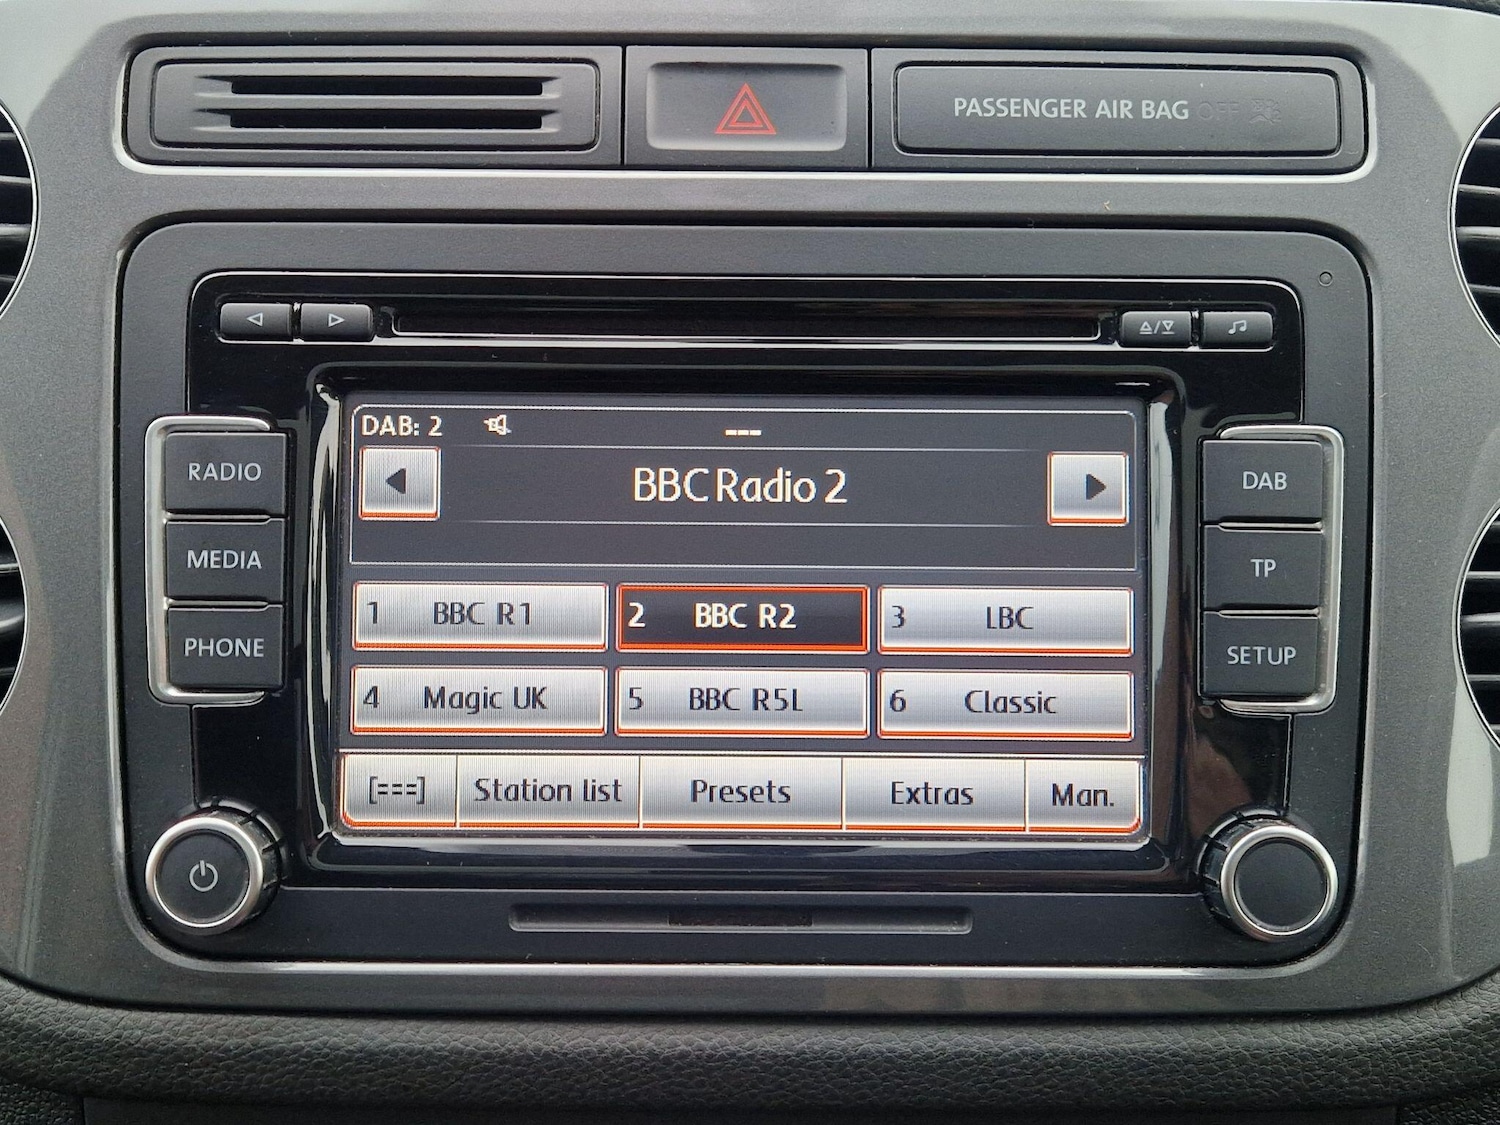 PASSENGER AIR BAG OFF
DAB: 2
---
BBC Radio 2
RADIO
MEDIA
PHONE
DAB
TP
SETUP
1 BBC R1
2 BBC R2
3 LBC
4 Magic UK
5 BBC R5L
6 Classic
[===]
Station list
Presets
Extras
Man.